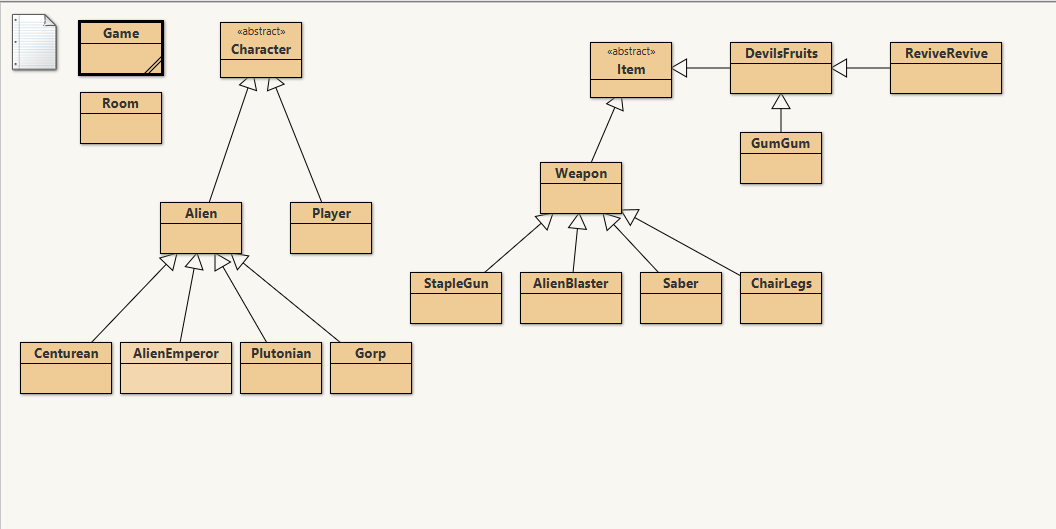 Game
«abstract»
Character
Room
«abstract»
Item
DevilsFruits
ReviveRevive
GumGum
Weapon
Alien
Player
StapleGun
AlienBlaster
Saber
ChairLegs
Centurean
AlienEmperor
Plutonian
Gorp